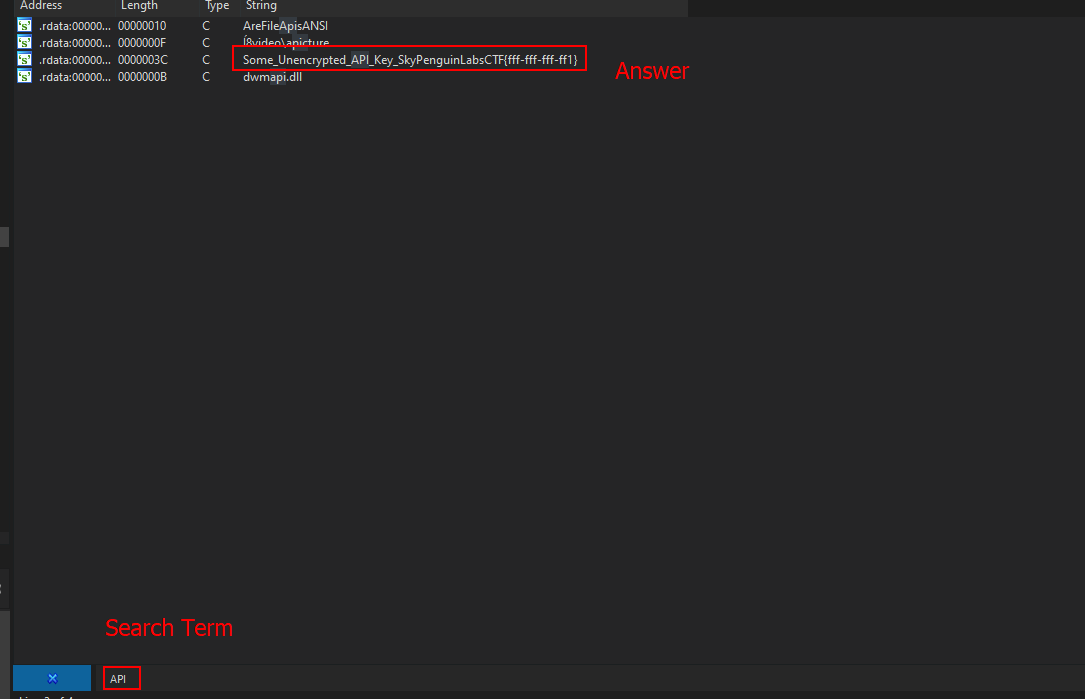 Address Length Type String
.rdata:00000... 00000010 C AreFileApisANSI
.rdata:00000... 0000000F C Í8video\apicture
.rdata:00000... 0000003C C Some_Unencrypted_API_Key_SkyPenguinLabsCTF{fff-fff-fff-ff1}
.rdata:00000... 0000000B C dwmapi.dll
Answer
Search Term
API